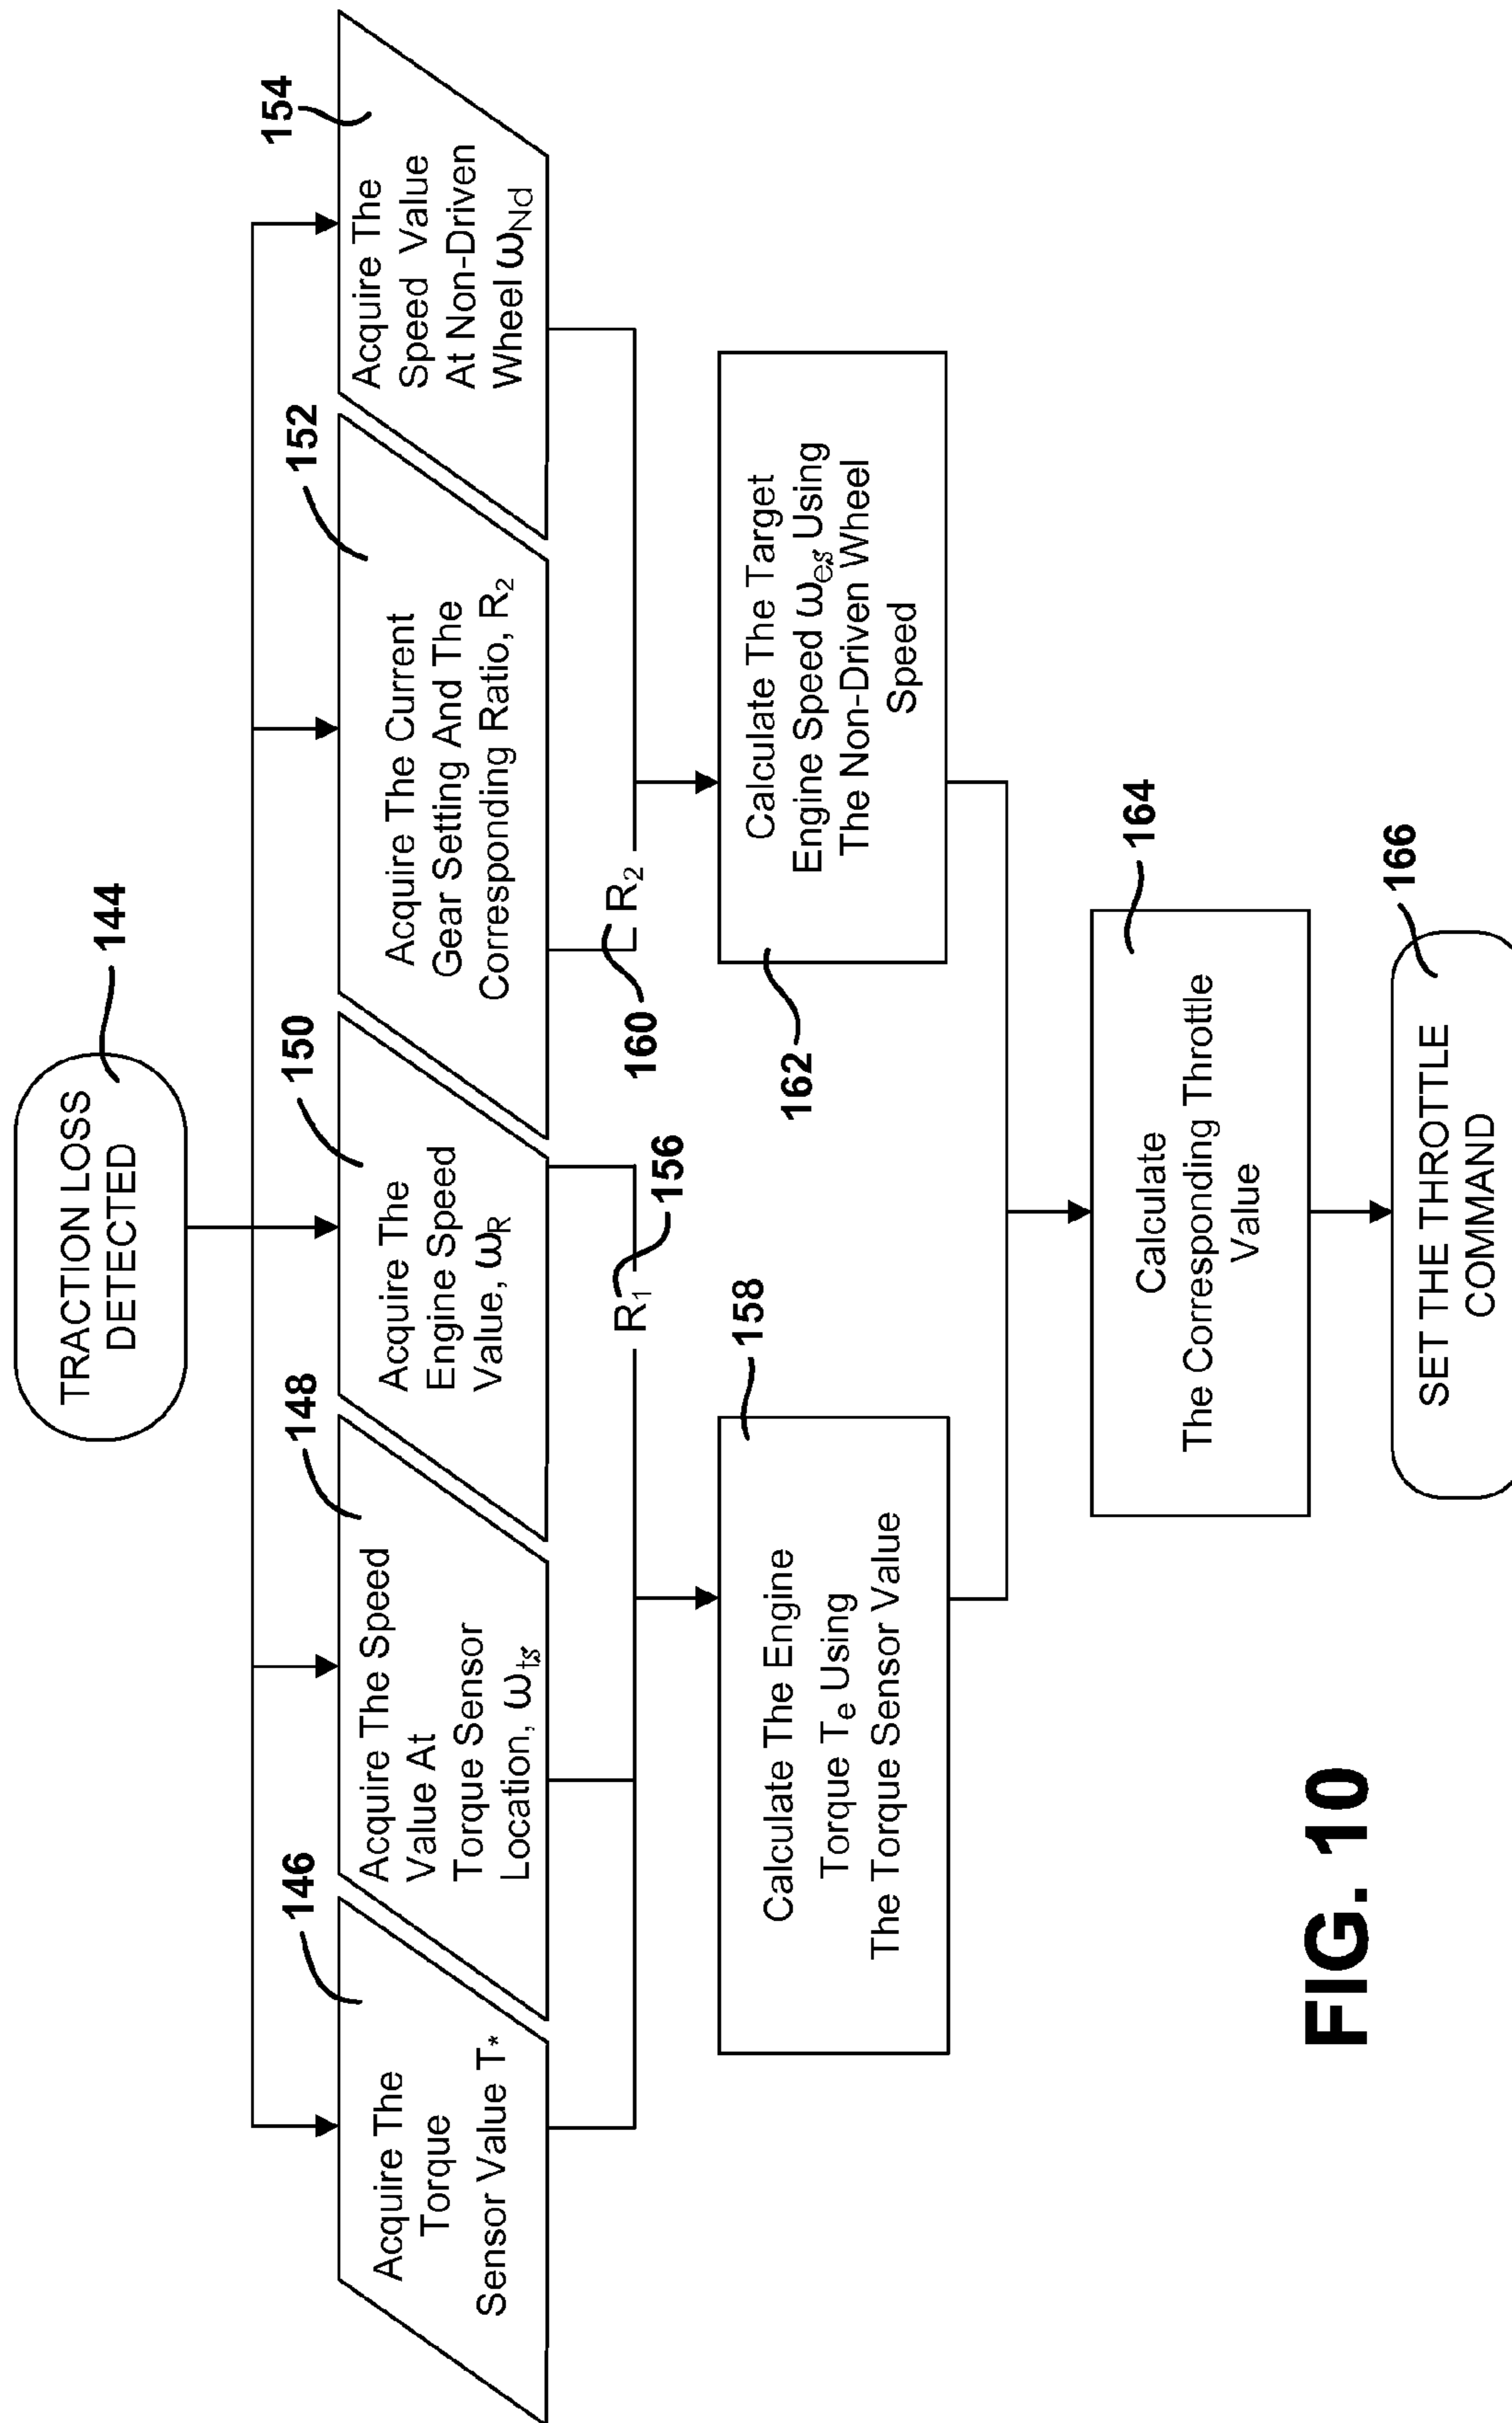 TRACTION LOSS
DETECTED
144
146
Acquire The
Torque
Sensor Value T*
148
Acquire The Speed
Value At
Torque Sensor
Location, ωts
150
Acquire The
Engine Speed
Value, ωR
152
Acquire The Current
Gear Setting And The
Corresponding Ratio, R2
154
Acquire The
Speed Value
At Non-Driven
Wheel ωNd
R1
156
160
R2
158
Calculate The Engine
Torque Te Using
The Torque Sensor Value
162
Calculate The Target
Engine Speed ωes Using
The Non-Driven Wheel
Speed
164
Calculate
The Corresponding Throttle
Value
166
SET THE THROTTLE
COMMAND
FIG. 10